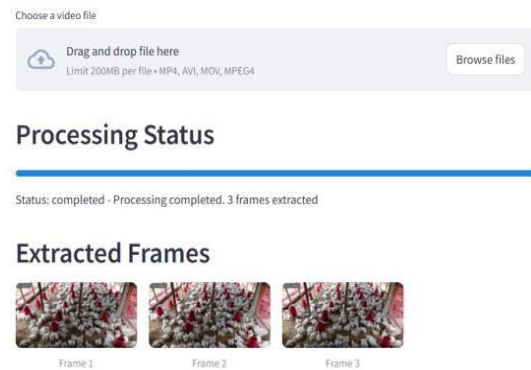 Choose a video file
Drag and drop file here
Limit 200MB per file • MP4, AVI, MOV, MPEG4
Browse files
Processing Status
Status: completed - Processing completed. 3 frames extracted
Extracted Frames
Frame 1
Frame 2
Frame 3